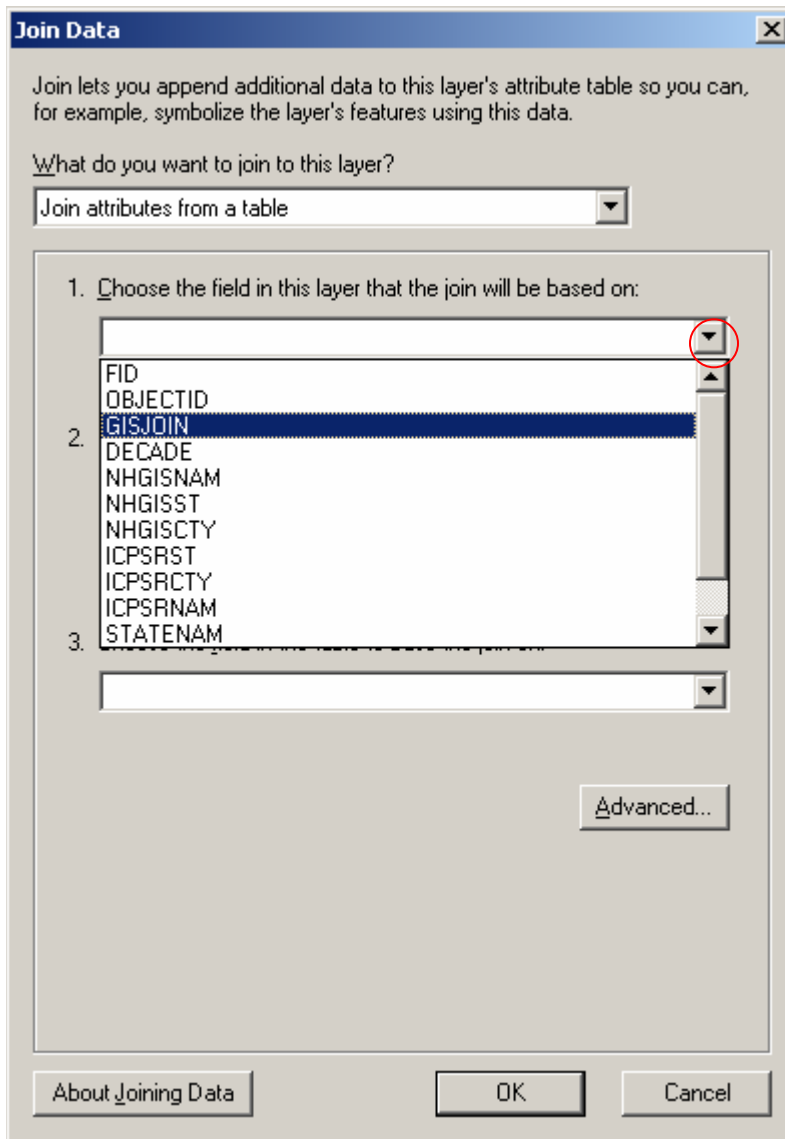 Join Data
Join lets you append additional data to this layer's attribute table so you can,
for example, symbolize the layer's features using this data.
What do you want to join to this layer?
Join attributes from a table
1. Choose the field in this layer that the join will be based on:
FID
OBJECTID
GISJOIN
2.
DECADE
NHGISNAM
NHGISST
NHGISCTY
ICPSRST
ICPSRCTY
ICPSRNAM
STATENAM
3.
Advanced...
About Joining Data
OK
Cancel